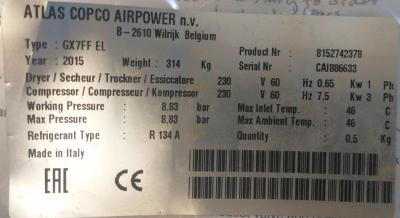 ATLAS COPCO AIRPOWER n.v.
B-2610 Wilrijk Belgium
Type : GX7FF EL
Product Nr : 8152742378
Year : 2015 Weight : 314 Kg
Serial Nr : CAI886633
Dryer / Secheur / Trockner / Essiccatore 230 V 60 Hz 0,65 Kw 1 Ph
Compressor / Compresseur / Kompressor 230 V 60 Hz 7,5 Kw 3 Ph
Working Pressure : 8,83 bar Max Inlet Temp. : 46 C
Max Pressure : 8,83 bar Max Ambient Temp. : 46 C
Refrigerant Type : R 134 A Quantity : 0,5 Kg
Made in Italy
EAC CE